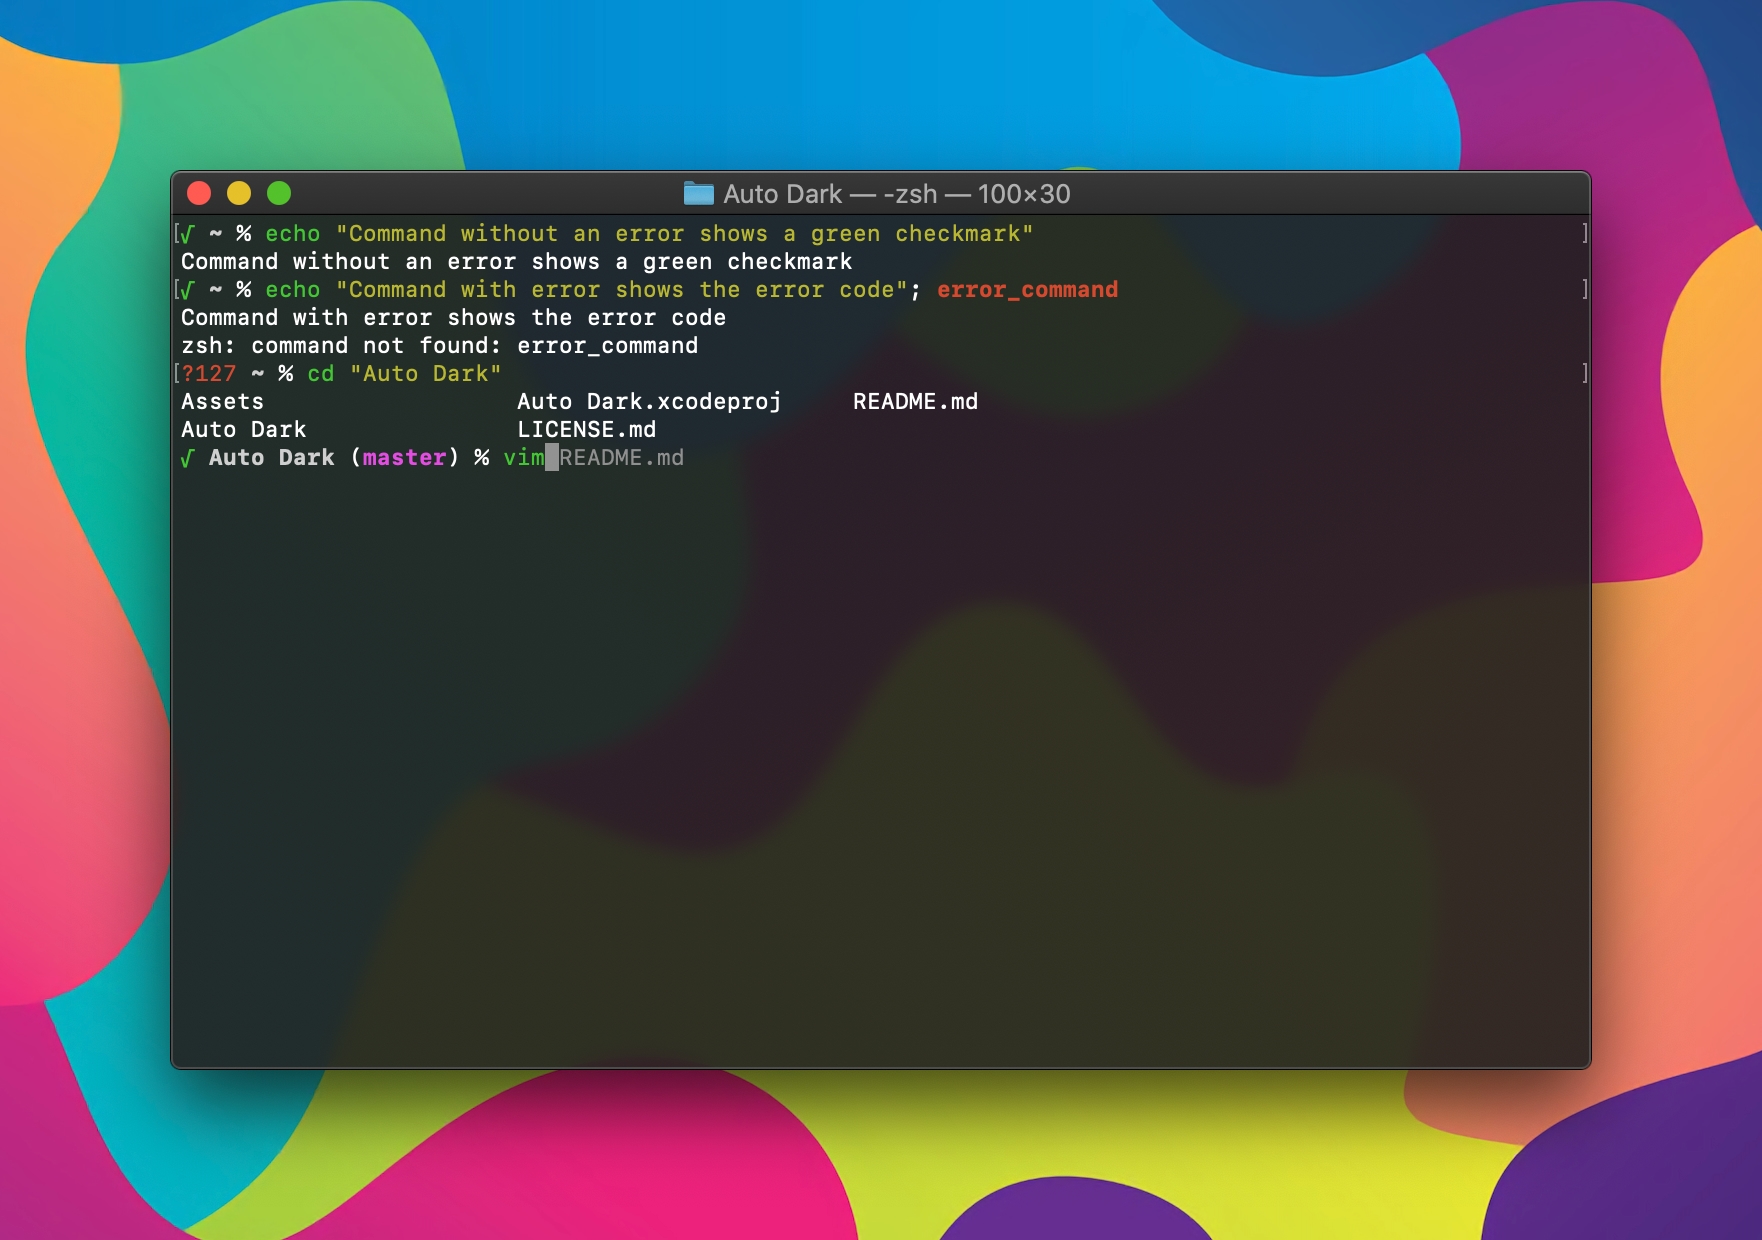 Auto Dark — -zsh — 100×30
[√ ~ % echo "Command without an error shows a green checkmark" ]
Command without an error shows a green checkmark
[√ ~ % echo "Command with error shows the error code"; error_command ]
Command with error shows the error code
zsh: command not found: error_command
[?127 ~ % cd "Auto Dark" ]
Assets Auto Dark.xcodeproj README.md
Auto Dark LICENSE.md
√ Auto Dark (master) % vim README.md